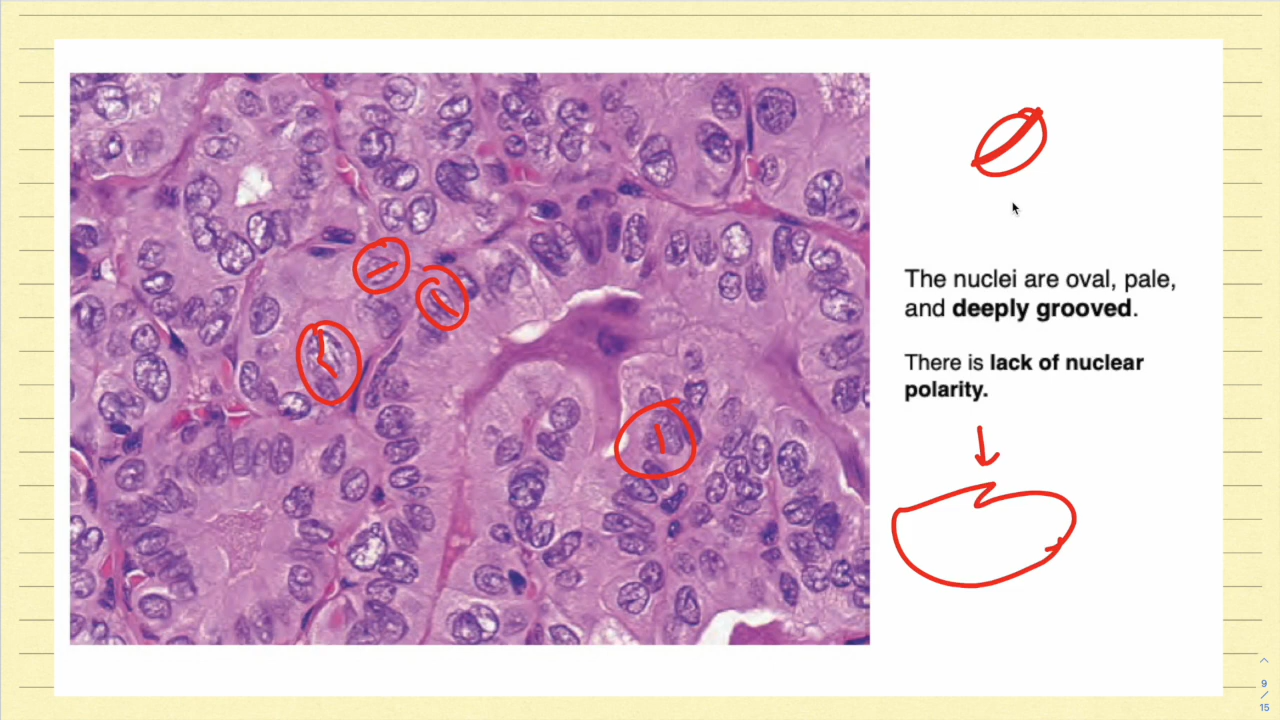 The nuclei are oval, pale,
and deeply grooved.
There is lack of nuclear
polarity.
9
/
15